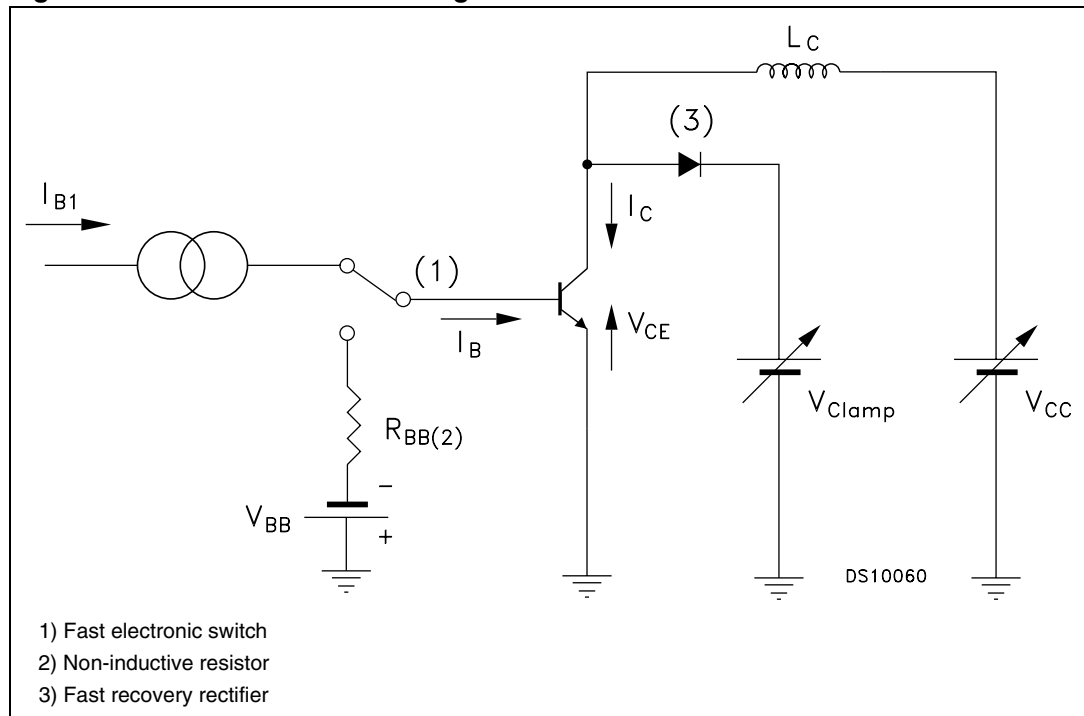 L_C
(3)
I_B1
I_C
(1)
I_B
V_CE
V_Clamp
V_CC
R_BB(2)
−
V_BB
+
DS10060
1) Fast electronic switch
2) Non-inductive resistor
3) Fast recovery rectifier